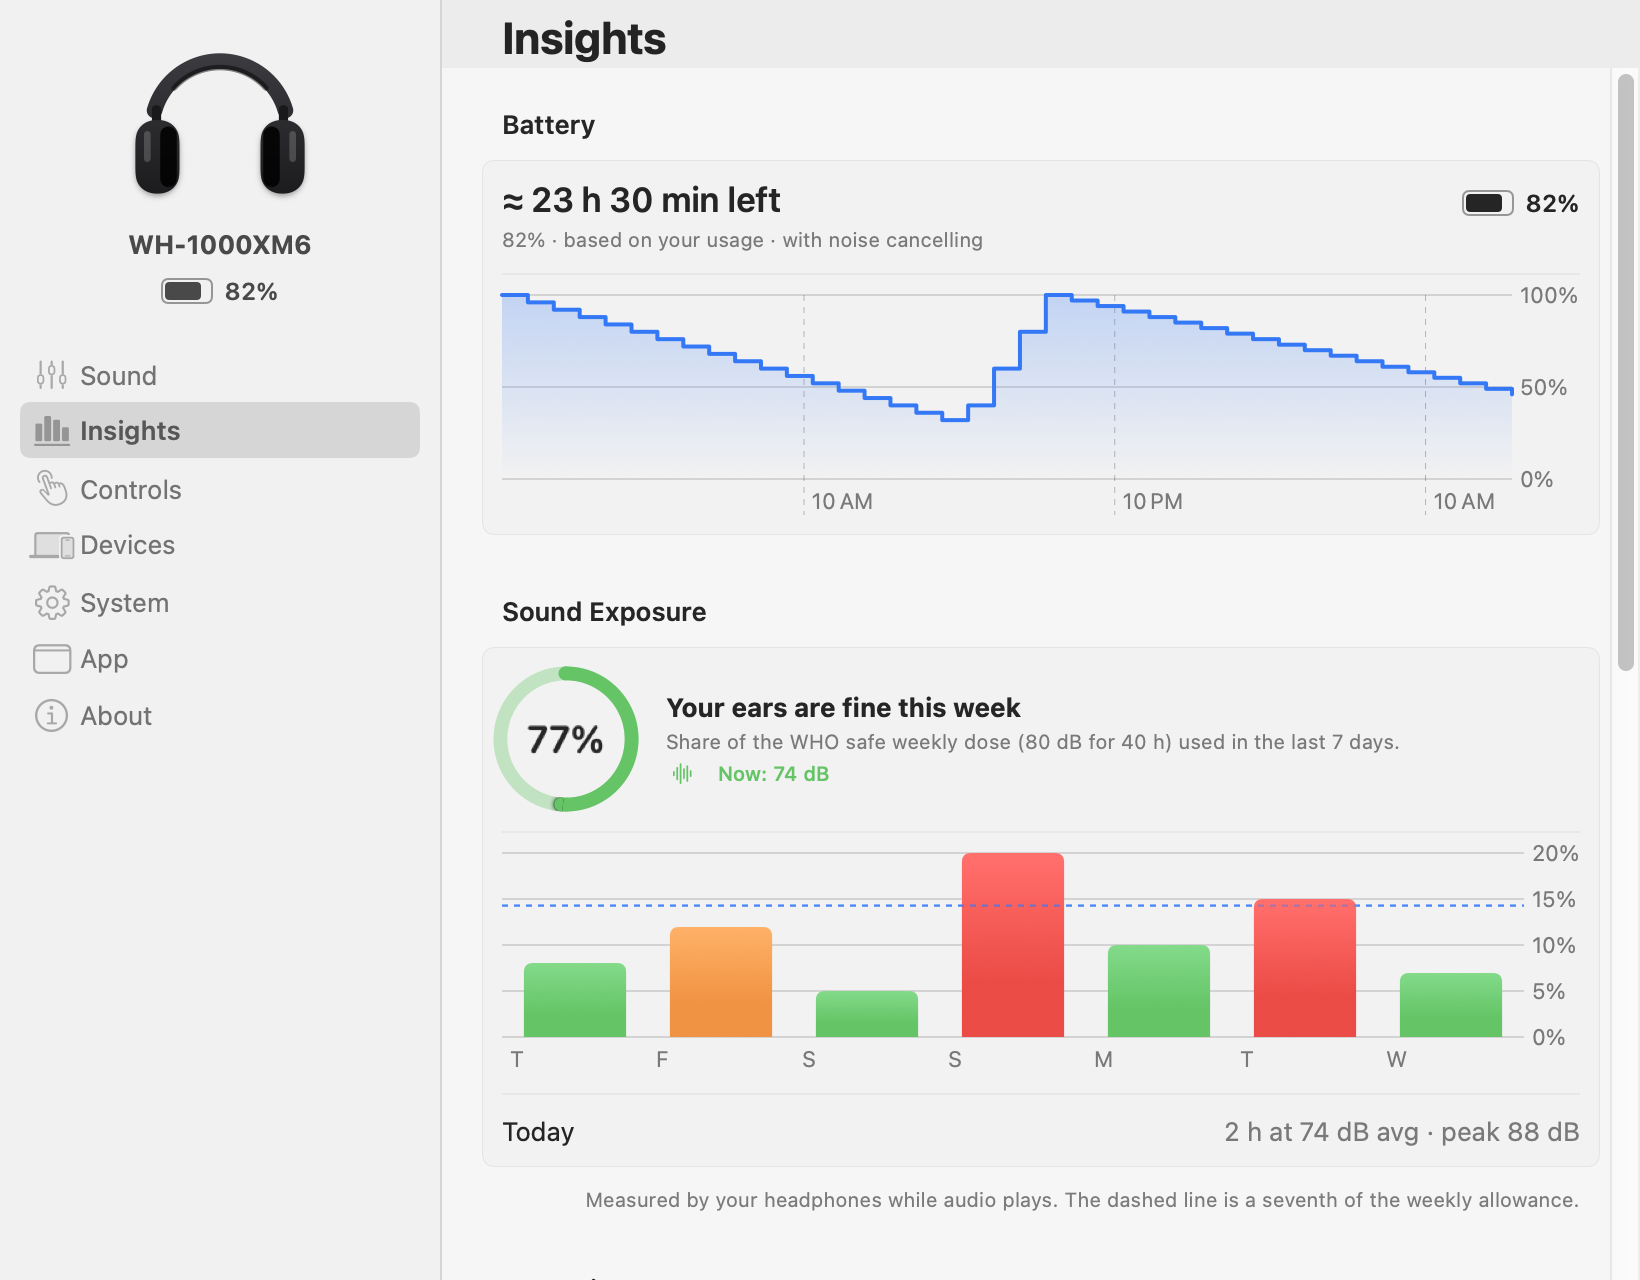 WH-1000XM6
82%
Sound
Insights
Controls
Devices
System
App
About
Insights
Battery
≈ 23 h 30 min left
82%
82% · based on your usage · with noise cancelling
100%
50%
0%
10 AM
10 PM
10 AM
Sound Exposure
77%
Your ears are fine this week
Share of the WHO safe weekly dose (80 dB for 40 h) used in the last 7 days.
Now: 74 dB
20%
15%
10%
5%
0%
T F S S M T W
Today
2 h at 74 dB avg · peak 88 dB
Measured by your headphones while audio plays. The dashed line is a seventh of the weekly allowance.